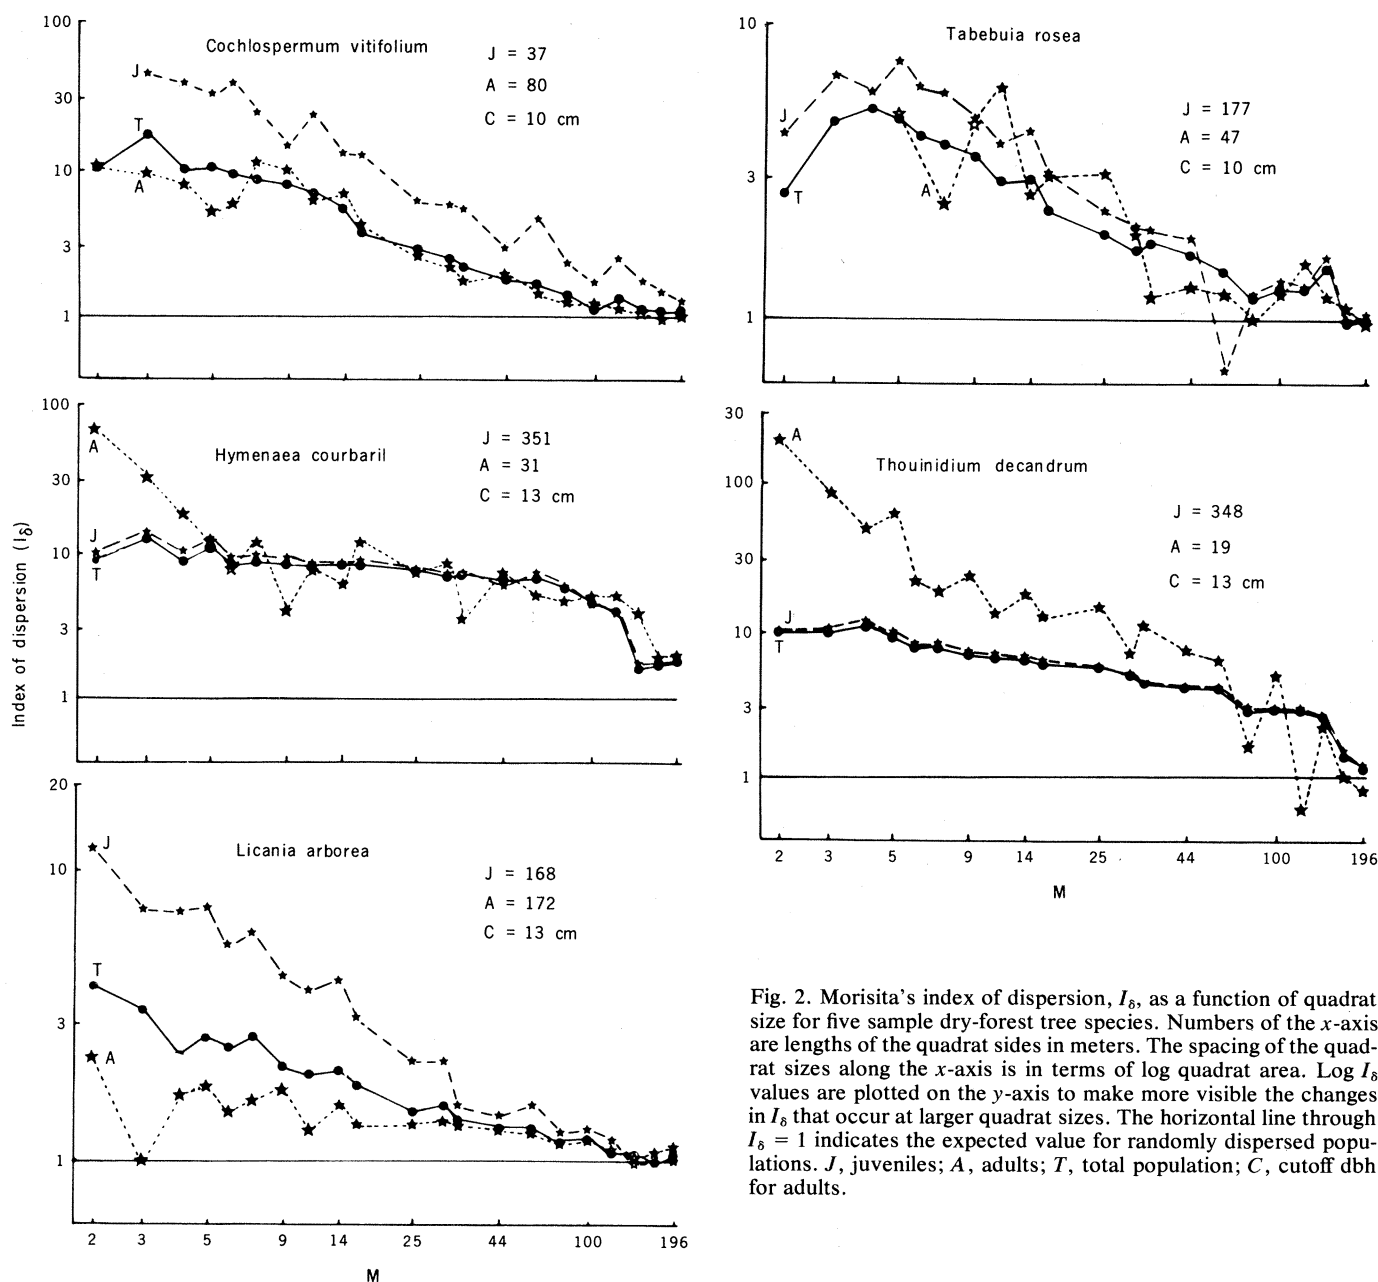 Cochlospermum vitifolium
J = 37
A = 80
C = 10 cm
100
30
10
3
1
J
T
A
Tabebuia rosea
J = 177
A = 47
C = 10 cm
10
3
1
J
A
T
Hymenaea courbaril
J = 351
A = 31
C = 13 cm
100
30
10
3
1
A
J
T
Index of dispersion (Iδ)
Thouinidium decandrum
J = 348
A = 19
C = 13 cm
30
100
30
10
3
1
A
J
T
2 3 5 9 14 25 44 100 196
M
Licania arborea
J = 168
A = 172
C = 13 cm
20
10
3
1
J
T
A
2 3 5 9 14 25 44 100 196
M
Fig. 2. Morisita's index of dispersion, Iδ, as a function of quadrat
size for five sample dry-forest tree species. Numbers of the x-axis
are lengths of the quadrat sides in meters. The spacing of the quad-
rat sizes along the x-axis is in terms of log quadrat area. Log Iδ
values are plotted on the y-axis to make more visible the changes
in Iδ that occur at larger quadrat sizes. The horizontal line through
Iδ = 1 indicates the expected value for randomly dispersed popu-
lations. J, juveniles; A, adults; T, total population; C, cutoff dbh
for adults.